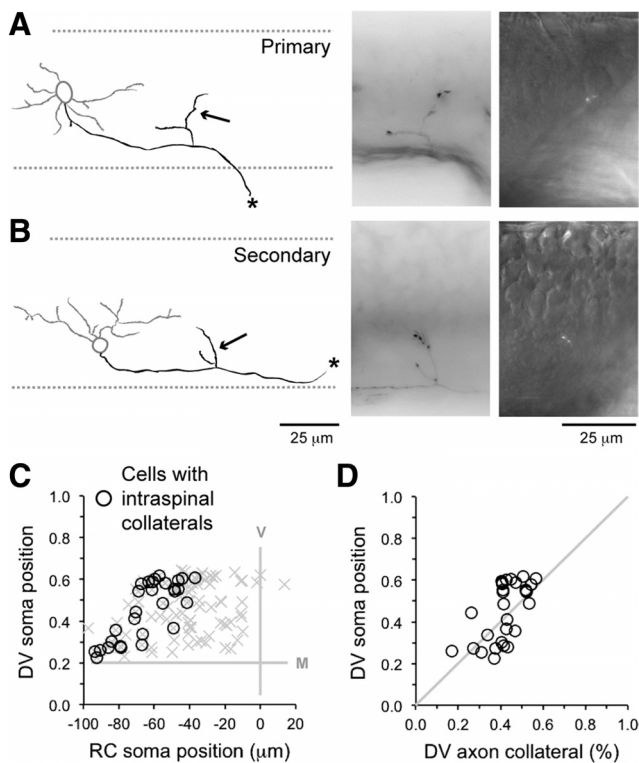 A
Primary
*
B
Secondary
*
25 μm
25 μm
C
Cells with
intraspinal
collaterals
V
M
DV soma position
1.0
0.8
0.6
0.4
0.2
0
-100 -80 -60 -40 -20 0 20
RC soma position (μm)
D
DV soma position
1.0
0.8
0.6
0.4
0.2
0
0 0.2 0.4 0.6 0.8 1.0
DV axon collateral (%)